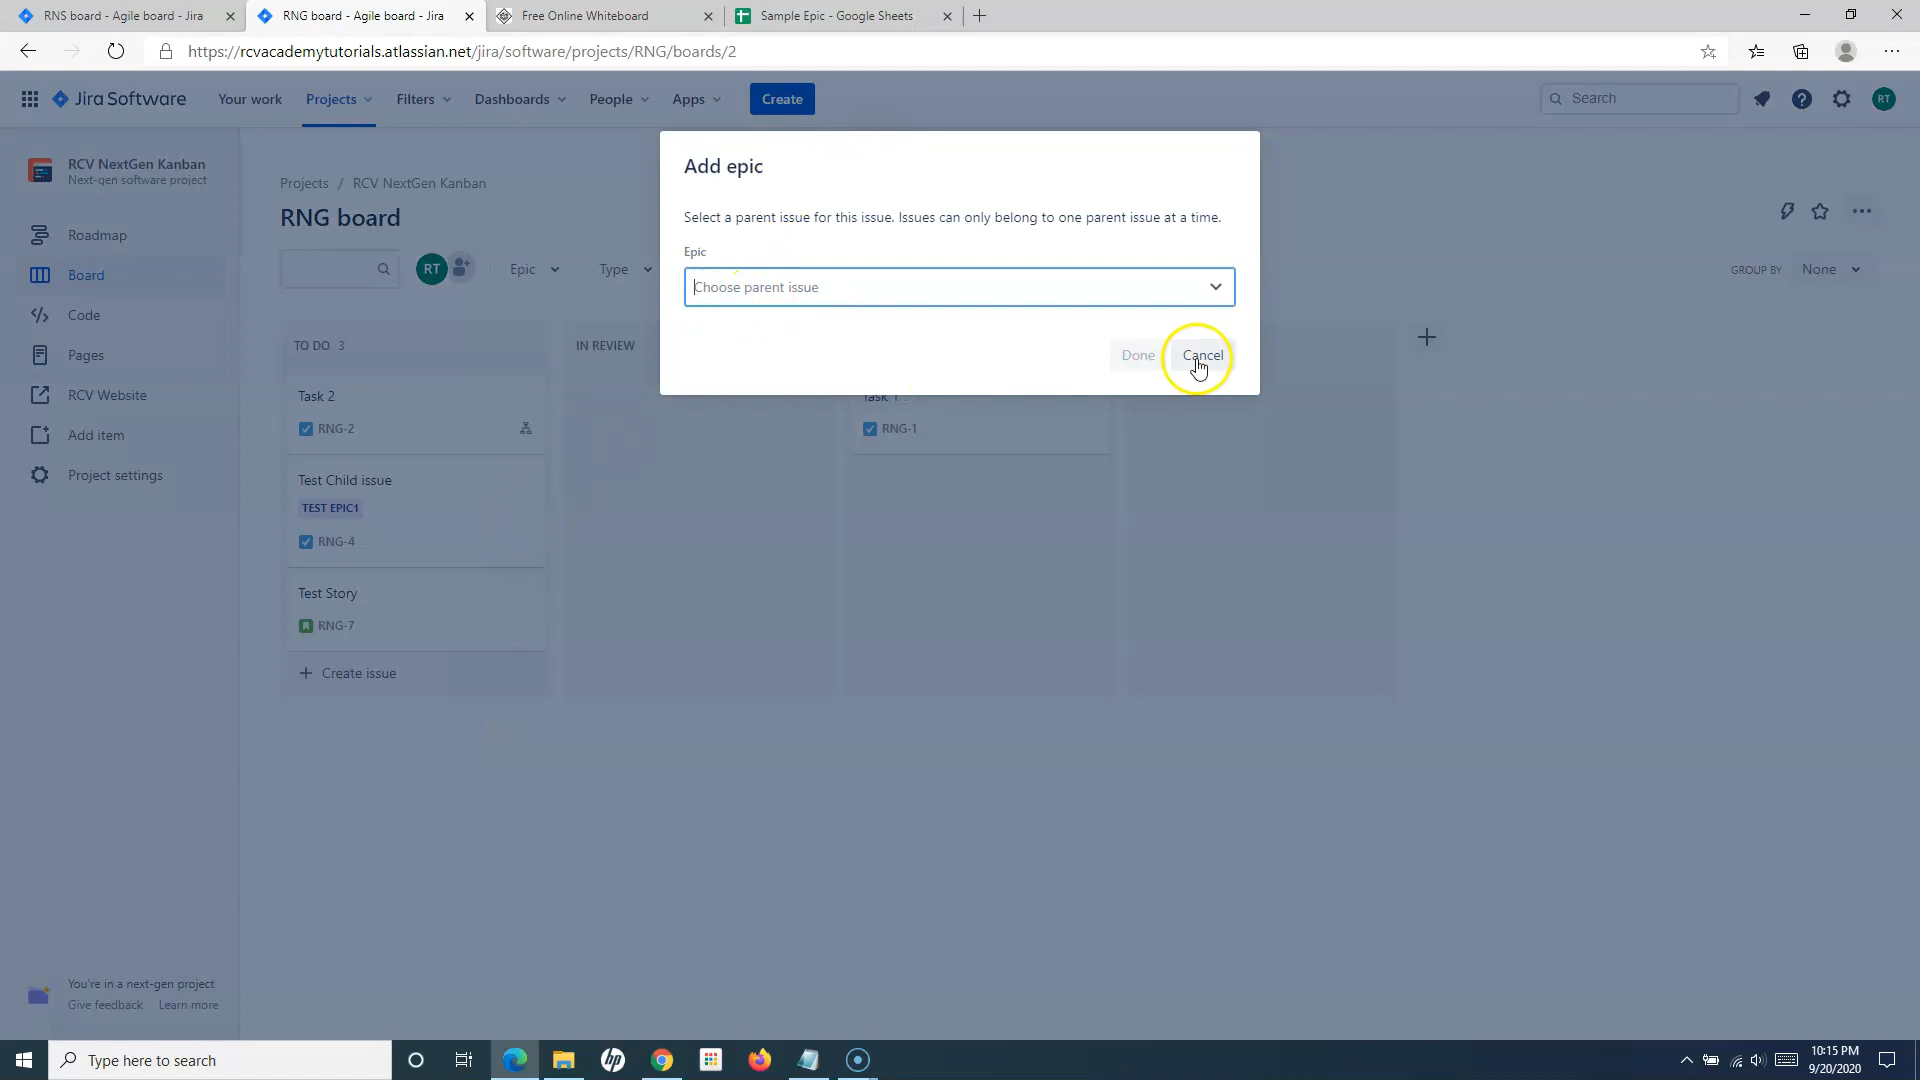 RNS board - Agile board - Jira
RNG board - Agile board - Jira
Free Online Whiteboard
Sample Epic - Google Sheets
https://rcvacademytutorials.atlassian.net/jira/software/projects/RNG/boards/2
Jira Software
Your work
Projects
Filters
Dashboards
People
Apps
Create
Search
RT
RCV NextGen Kanban
Next-gen software project
Roadmap
Board
Code
Pages
RCV Website
Add item
Project settings
You're in a next-gen project
Give feedback
Learn more
Projects / RCV NextGen Kanban
RNG board
RT
Epic
Type
GROUP BY
None
Add epic
Select a parent issue for this issue. Issues can only belong to one parent issue at a time.
Epic
Choose parent issue
Done
Cancel
TO DO 3
IN REVIEW
Task 2
RNG-2
Test Child issue
TEST EPIC1
RNG-4
Test Story
RNG-7
+ Create issue
Task 1
RNG-1
Type here to search
hp
10:15 PM
9/20/2020